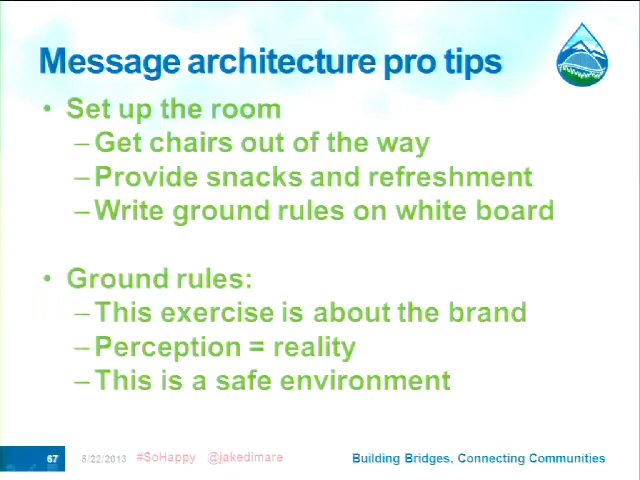 Message architecture pro tips
• Set up the room
–Get chairs out of the way
–Provide snacks and refreshment
–Write ground rules on white board
• Ground rules:
–This exercise is about the brand
–Perception = reality
–This is a safe environment
67 5/22/2013 #SoHappy @jakedimare Building Bridges, Connecting Communities